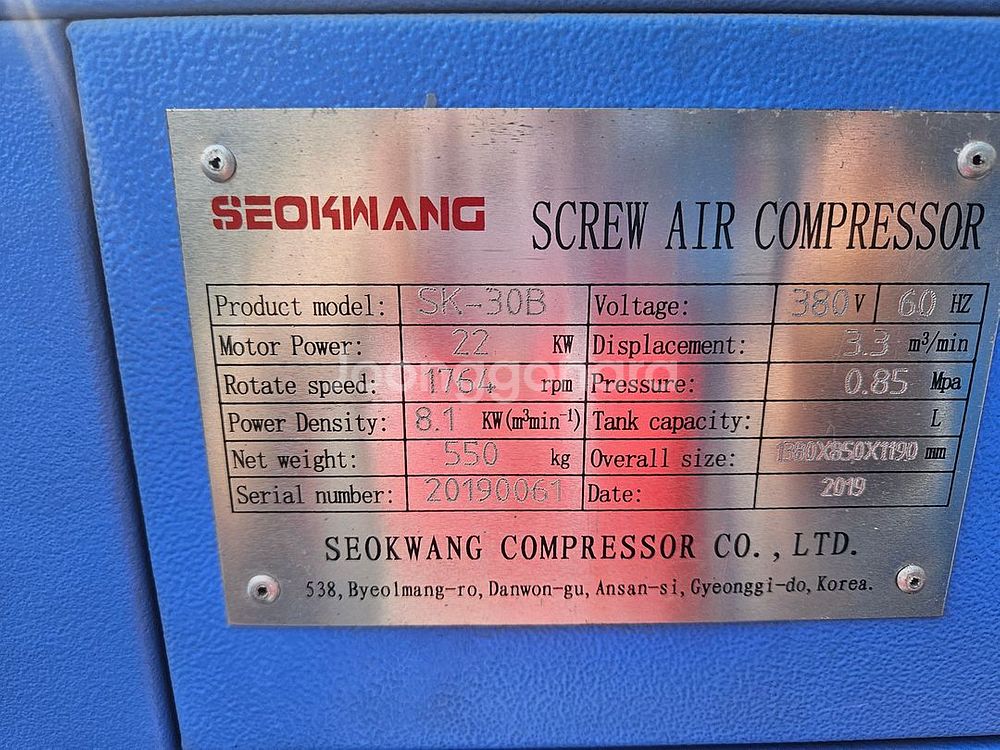 SEOKWANG SCREW AIR COMPRESSOR
Product model: SK-30B Voltage: 380 V 60 HZ
Motor Power: 22 KW Displacement: 3.3 m³/min
Rotate speed: 1764 rpm Pressure: 0.85 Mpa
Power Density: 8.1 KW(m³min⁻¹) Tank capacity: L
Net weight: 550 kg Overall size: 1380X850X1190 mm
Serial number: 20190061 Date: 2019
SEOKWANG COMPRESSOR CO., LTD.
538, Byeolmang-ro, Danwon-gu, Ansan-si, Gyeonggi-do, Korea.